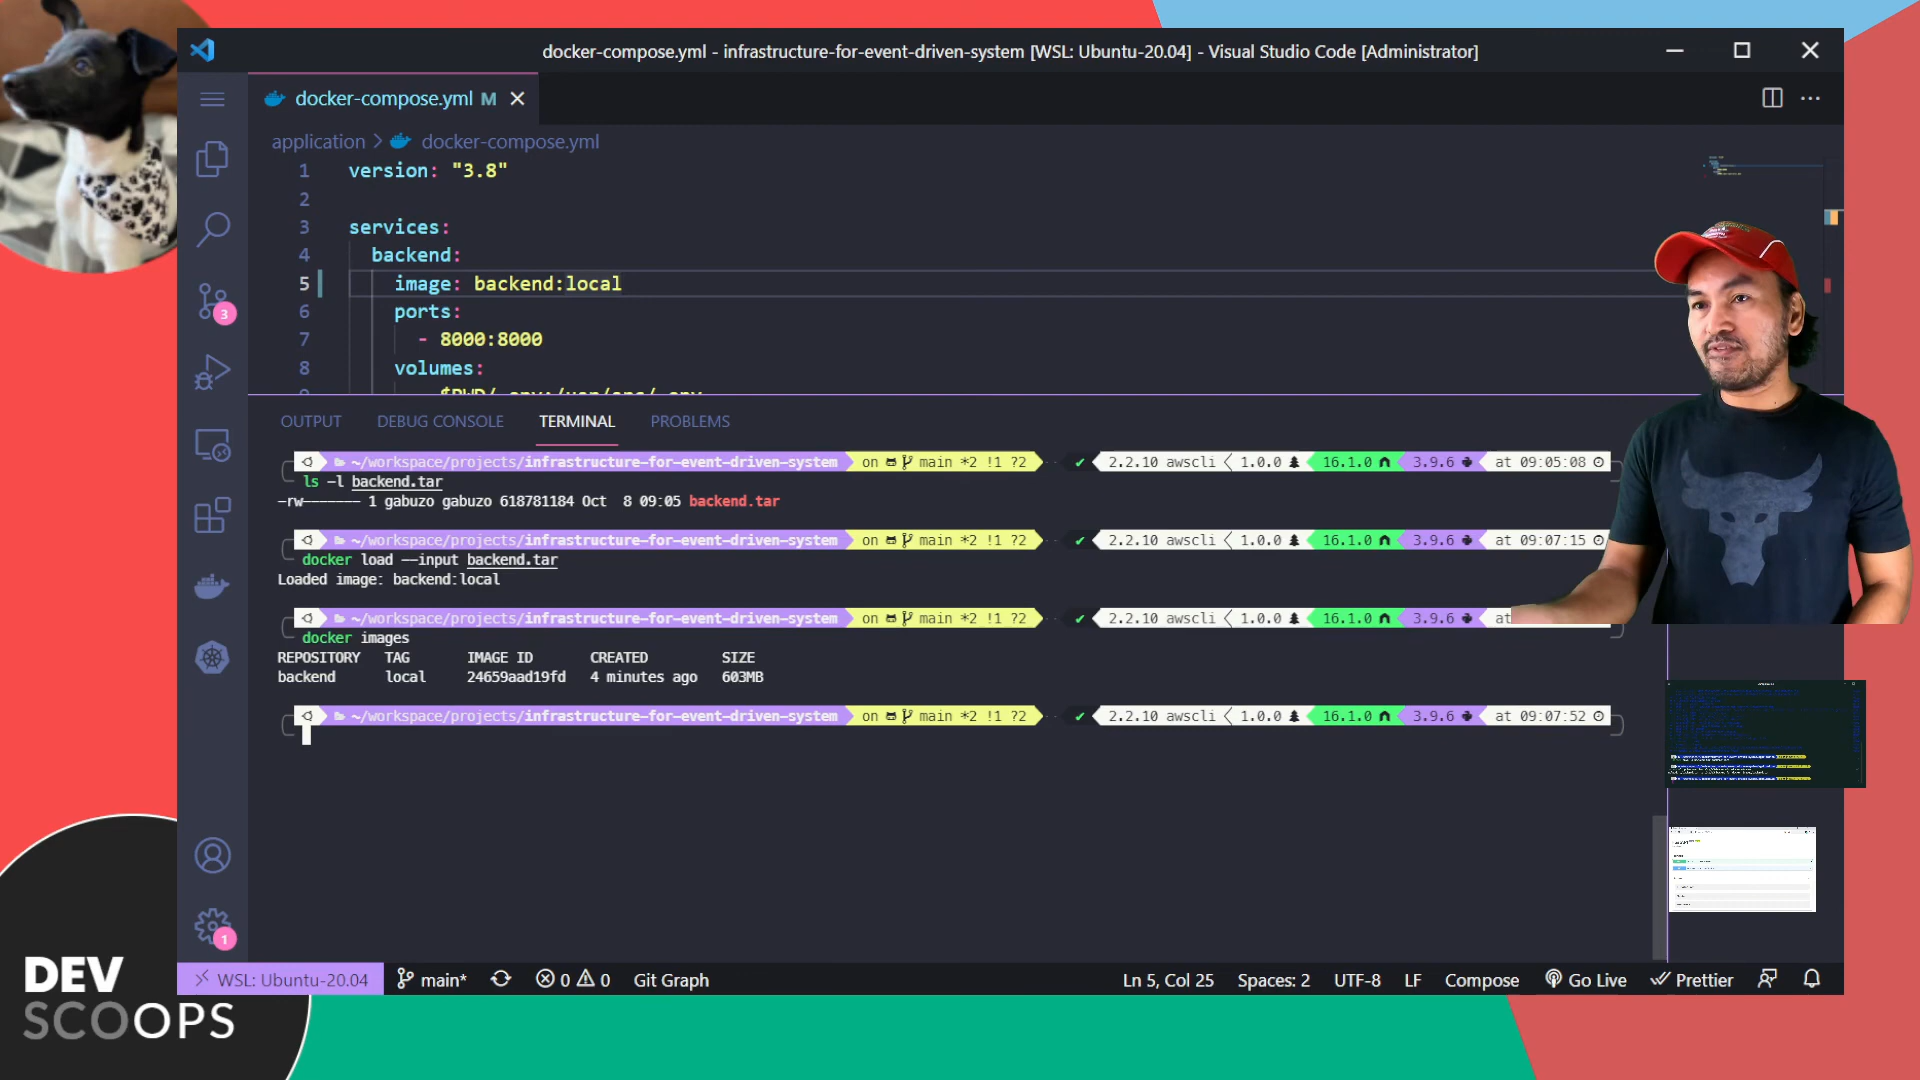 docker-compose.yml - infrastructure-for-event-driven-system [WSL: Ubuntu-20.04] - Visual Studio Code [Administrator]
docker-compose.yml M
application > docker-compose.yml
1 version: "3.8"
2
3 services:
4 backend:
5 image: backend:local
6 ports:
7 - 8000:8000
8 volumes:
OUTPUT DEBUG CONSOLE TERMINAL PROBLEMS
~/workspace/projects/infrastructure-for-event-driven-system on main *2 !1 ?2 ✔ 2.2.10 awscli 1.0.0 16.1.0 3.9.6 at 09:05:08
ls -l backend.tar
-rw------- 1 gabuzo gabuzo 618781184 Oct 8 09:05 backend.tar
~/workspace/projects/infrastructure-for-event-driven-system on main *2 !1 ?2 ✔ 2.2.10 awscli 1.0.0 16.1.0 3.9.6 at 09:07:15
docker load --input backend.tar
Loaded image: backend:local
~/workspace/projects/infrastructure-for-event-driven-system on main *2 !1 ?2 ✔ 2.2.10 awscli 1.0.0 16.1.0 3.9.6 at
docker images
REPOSITORY TAG IMAGE ID CREATED SIZE
backend local 24659aad19fd 4 minutes ago 603MB
~/workspace/projects/infrastructure-for-event-driven-system on main *2 !1 ?2 ✔ 2.2.10 awscli 1.0.0 16.1.0 3.9.6 at 09:07:52
3
1
WSL: Ubuntu-20.04 main* 0 0 Git Graph Ln 5, Col 25 Spaces: 2 UTF-8 LF Compose Go Live Prettier
DEV
SCOOPS